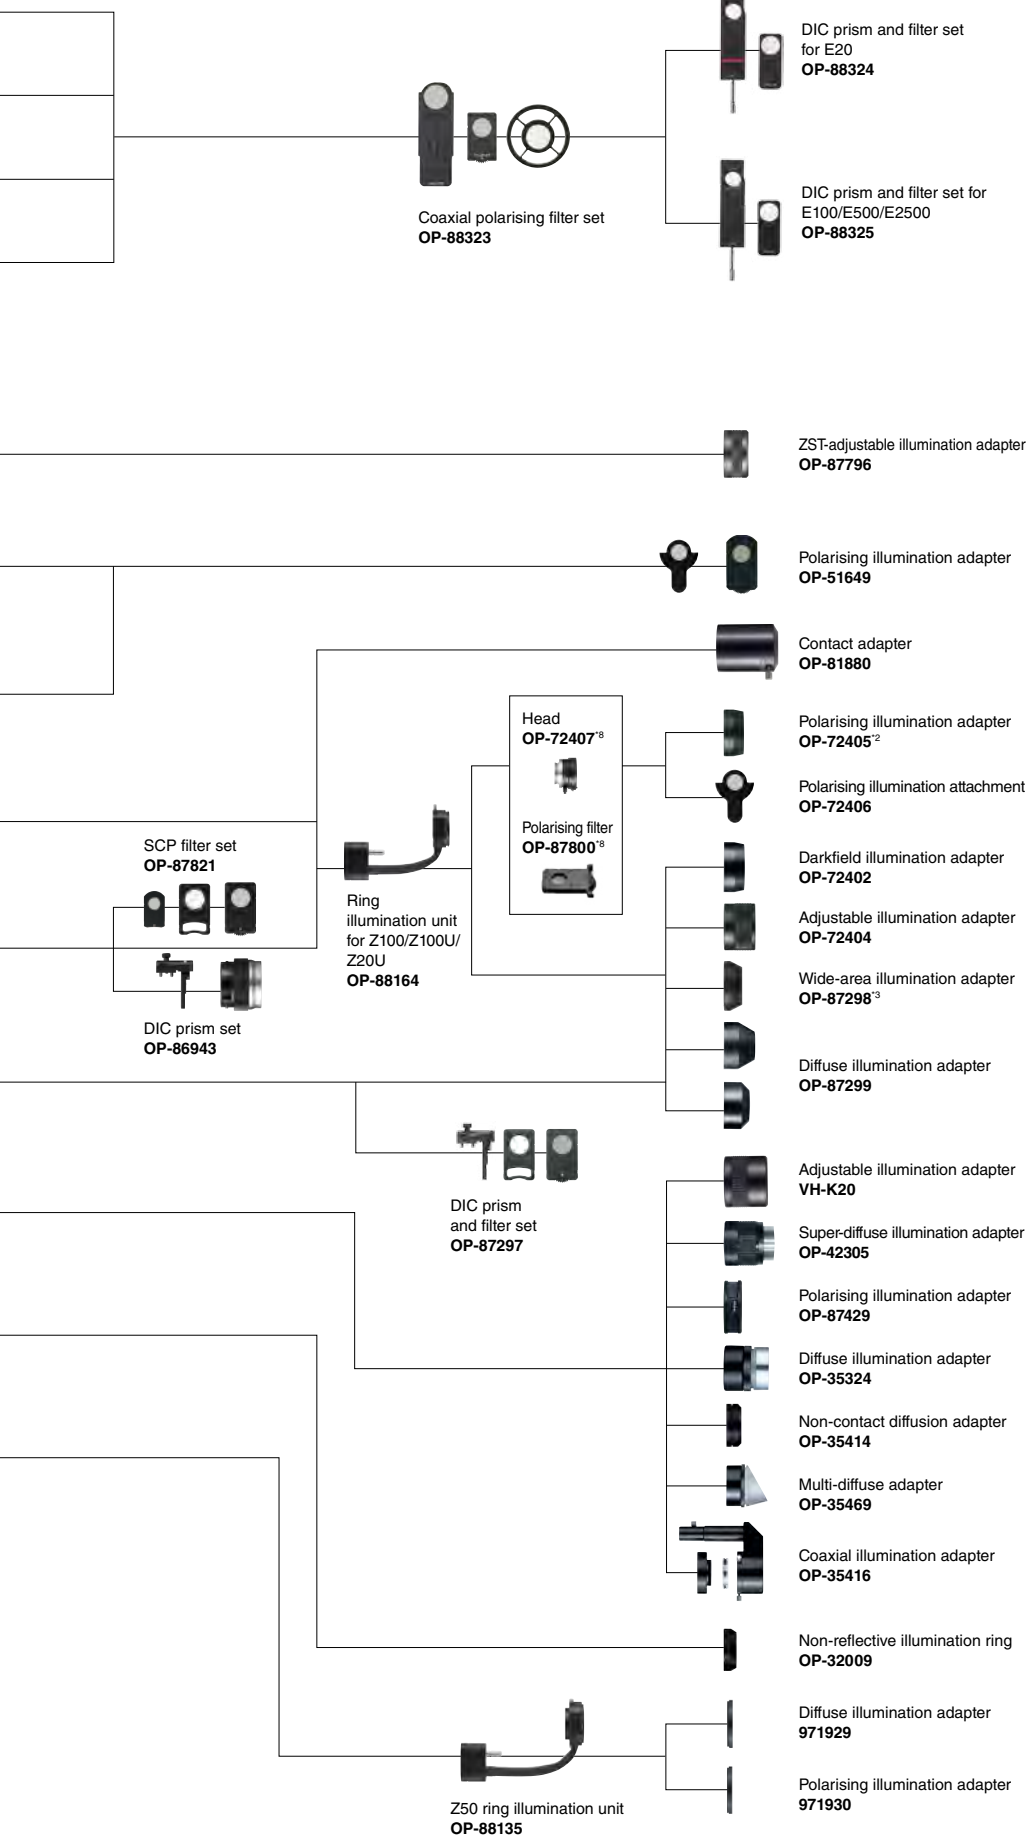 DIC prism and filter set
for E20
OP-88324
DIC prism and filter set for
E100/E500/E2500
OP-88325
Coaxial polarising filter set
OP-88323
ZST-adjustable illumination adapter
OP-87796
Polarising illumination adapter
OP-51649
Contact adapter
OP-81880
Head
OP-72407*8
Polarising filter
OP-87800*8
Polarising illumination adapter
OP-72405*2
Polarising illumination attachment
OP-72406
SCP filter set
OP-87821
Ring
illumination unit
for Z100/Z100U/
Z20U
OP-88164
DIC prism set
OP-86943
Darkfield illumination adapter
OP-72402
Adjustable illumination adapter
OP-72404
Wide-area illumination adapter
OP-87298*3
Diffuse illumination adapter
OP-87299
DIC prism
and filter set
OP-87297
Adjustable illumination adapter
VH-K20
Super-diffuse illumination adapter
OP-42305
Polarising illumination adapter
OP-87429
Diffuse illumination adapter
OP-35324
Non-contact diffusion adapter
OP-35414
Multi-diffuse adapter
OP-35469
Coaxial illumination adapter
OP-35416
Non-reflective illumination ring
OP-32009
Diffuse illumination adapter
971929
Polarising illumination adapter
971930
Z50 ring illumination unit
OP-88135